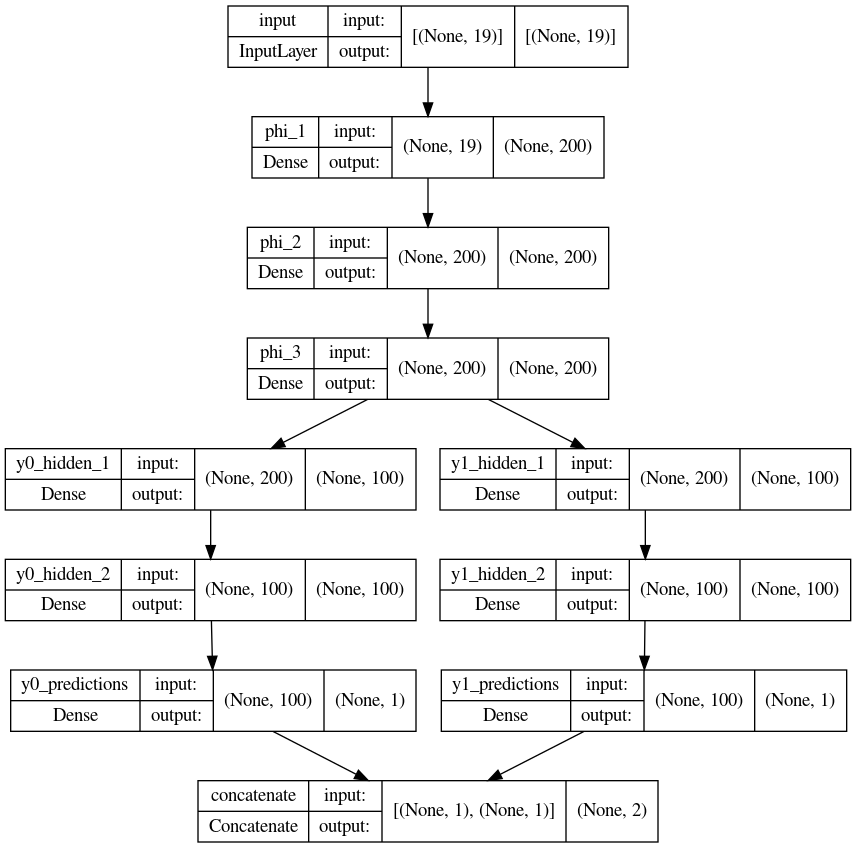 input input: [(None, 19)] [(None, 19)]
InputLayer output:
phi_1 input: (None, 19) (None, 200)
Dense output:
phi_2 input: (None, 200) (None, 200)
Dense output:
phi_3 input: (None, 200) (None, 200)
Dense output:
y0_hidden_1 input: (None, 200) (None, 100)
Dense output:
y1_hidden_1 input: (None, 200) (None, 100)
Dense output:
y0_hidden_2 input: (None, 100) (None, 100)
Dense output:
y1_hidden_2 input: (None, 100) (None, 100)
Dense output:
y0_predictions input: (None, 100) (None, 1)
Dense output:
y1_predictions input: (None, 100) (None, 1)
Dense output:
concatenate input: [(None, 1), (None, 1)] (None, 2)
Concatenate output: